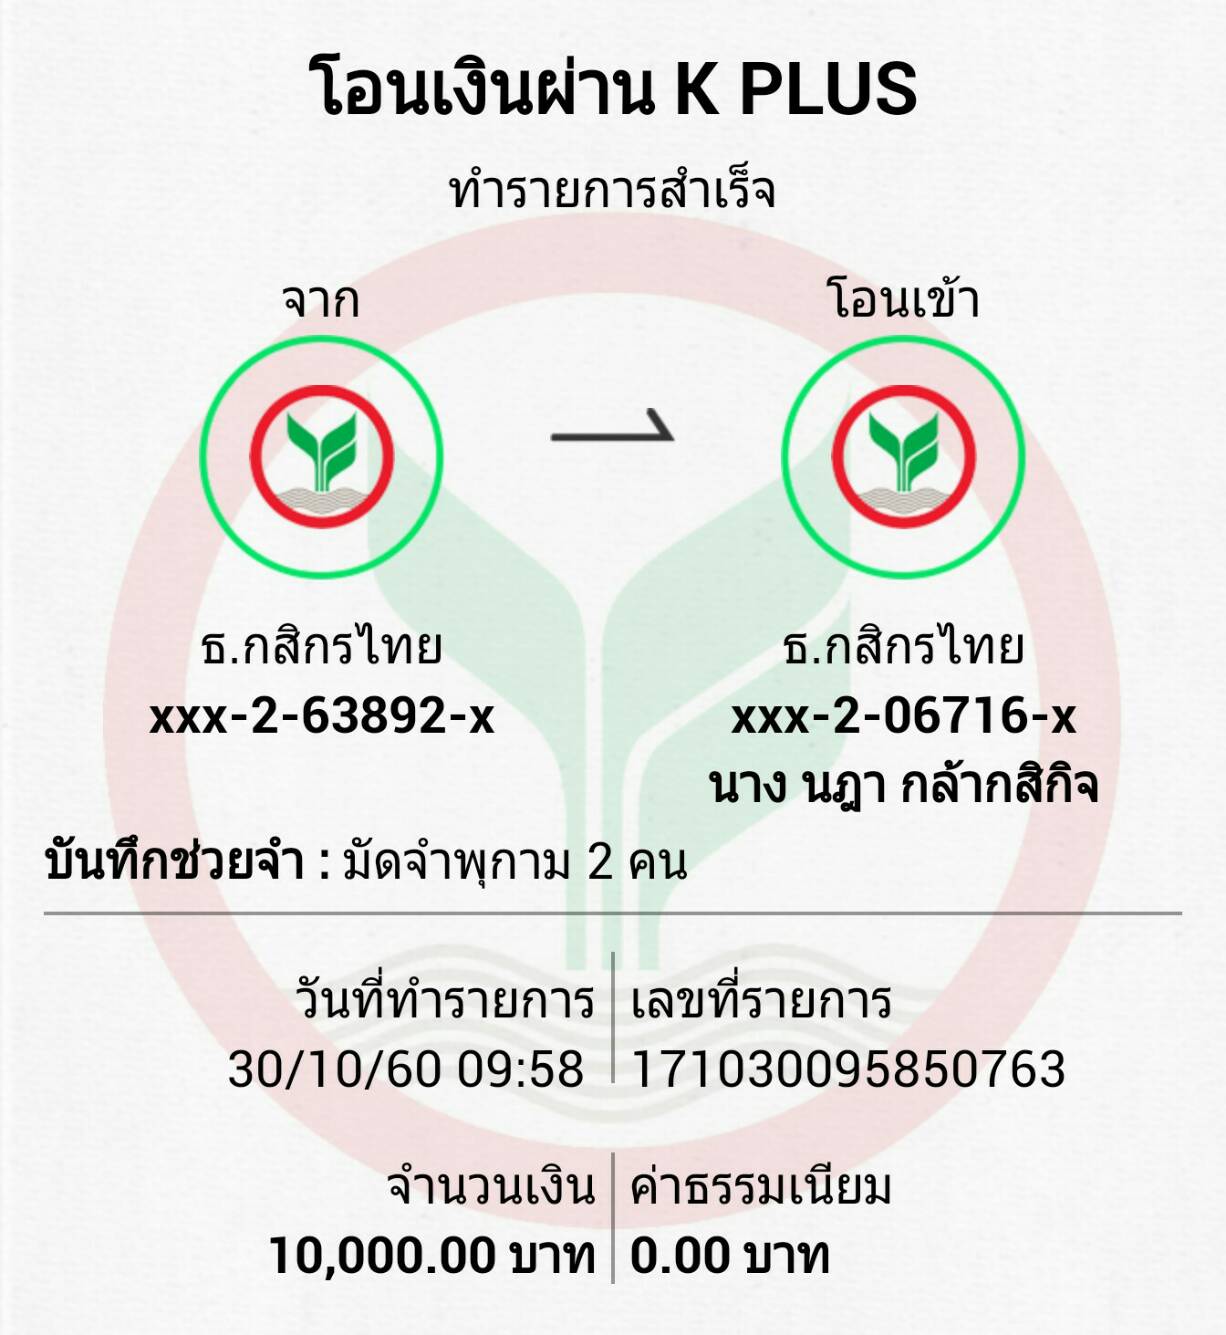 โอนเงินผ่าน K PLUS
ทำรายการสำเร็จ
จาก
โอนเข้า
ธ.กสิกรไทย
ธ.กสิกรไทย
xxx-2-63892-x
xxx-2-06716-x
นาง นฎา กล้ากสิกิจ
บันทึกช่วยจำ : มัดจำพุกาม 2 คน
วันที่ทำรายการ
เลขที่รายการ
30/10/60 09:58
171030095850763
จำนวนเงิน
ค่าธรรมเนียม
10,000.00 บาท
0.00 บาท